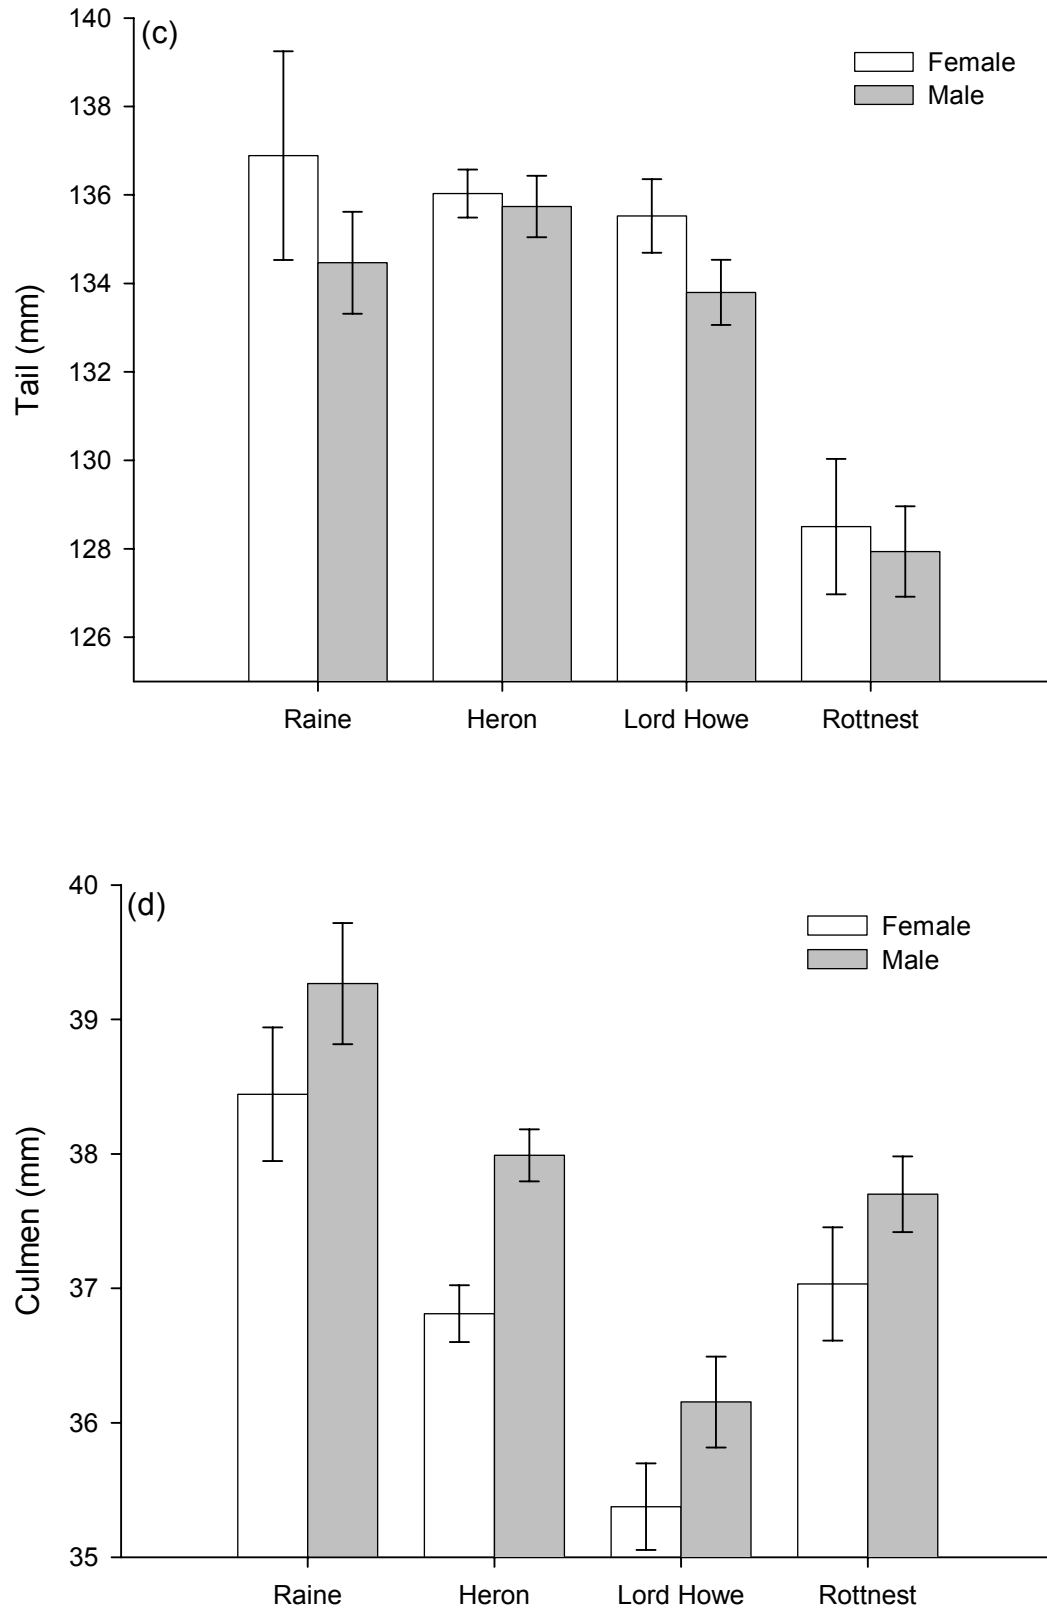 140
(c)
Female
138
Male
136
134
Tail (mm)
132
130
128
126
Raine Heron Lord Howe Rottnest
40
(d)
Female
Male
39
38
Culmen (mm)
37
36
35
Raine Heron Lord Howe Rottnest